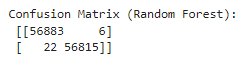 Confusion Matrix (Random Forest):
[[56883     6]
[   22 56815]]